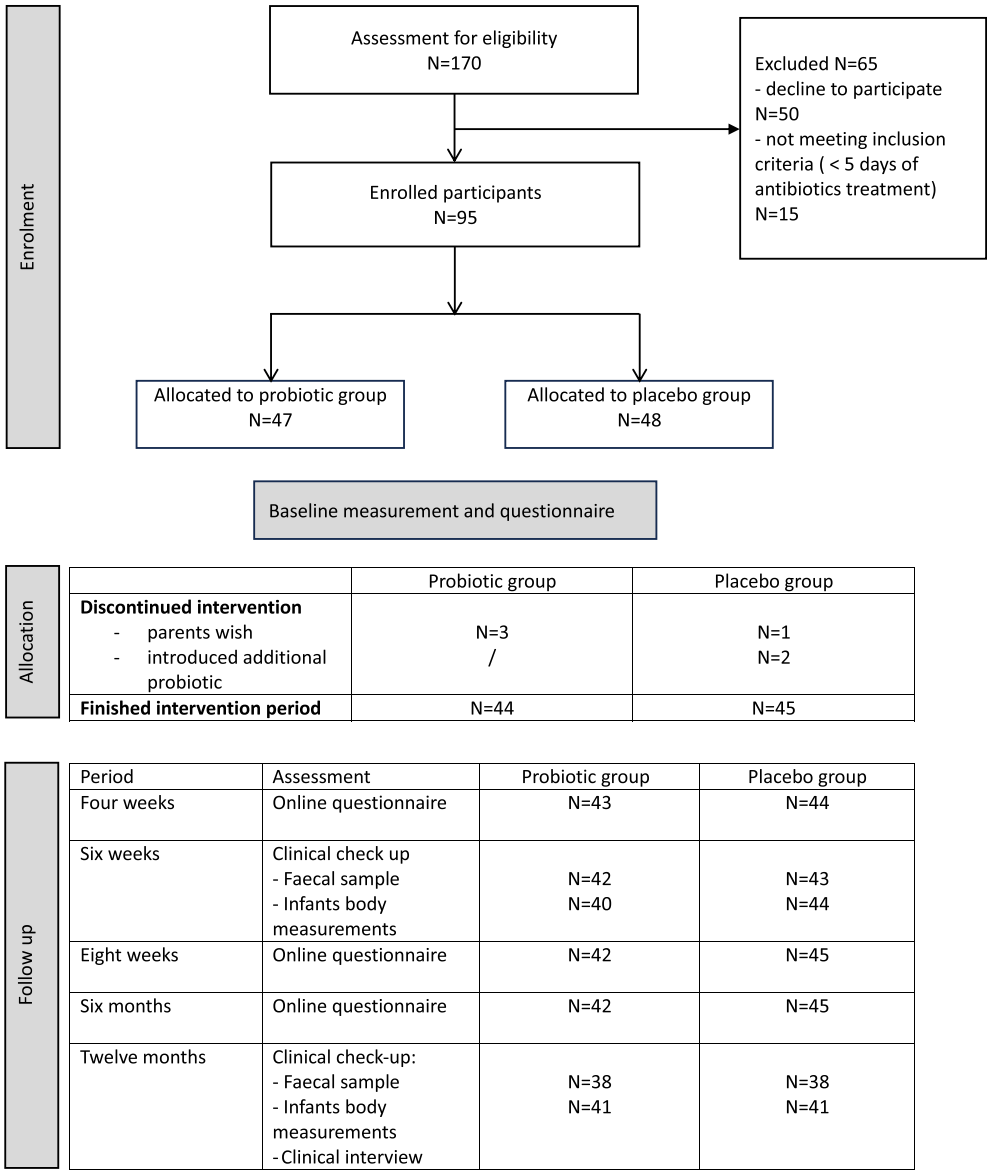 Enrolment
Assessment for eligibility
N=170
Excluded N=65
- decline to participate
N=50
- not meeting inclusion
criteria ( < 5 days of
antibiotics treatment)
N=15
Enrolled participants
N=95
Allocated to probiotic group
N=47
Allocated to placebo group
N=48
Baseline measurement and questionnaire
Allocation
Probiotic group Placebo group
Discontinued intervention
- parents wish N=3 N=1
- introduced additional / N=2
probiotic
Finished intervention period N=44 N=45
Follow up
Period Assessment Probiotic group Placebo group
Four weeks Online questionnaire N=43 N=44
Six weeks Clinical check up
- Faecal sample N=42 N=43
- Infants body N=40 N=44
measurements
Eight weeks Online questionnaire N=42 N=45
Six months Online questionnaire N=42 N=45
Twelve months Clinical check-up:
- Faecal sample N=38 N=38
- Infants body N=41 N=41
measurements
- Clinical interview